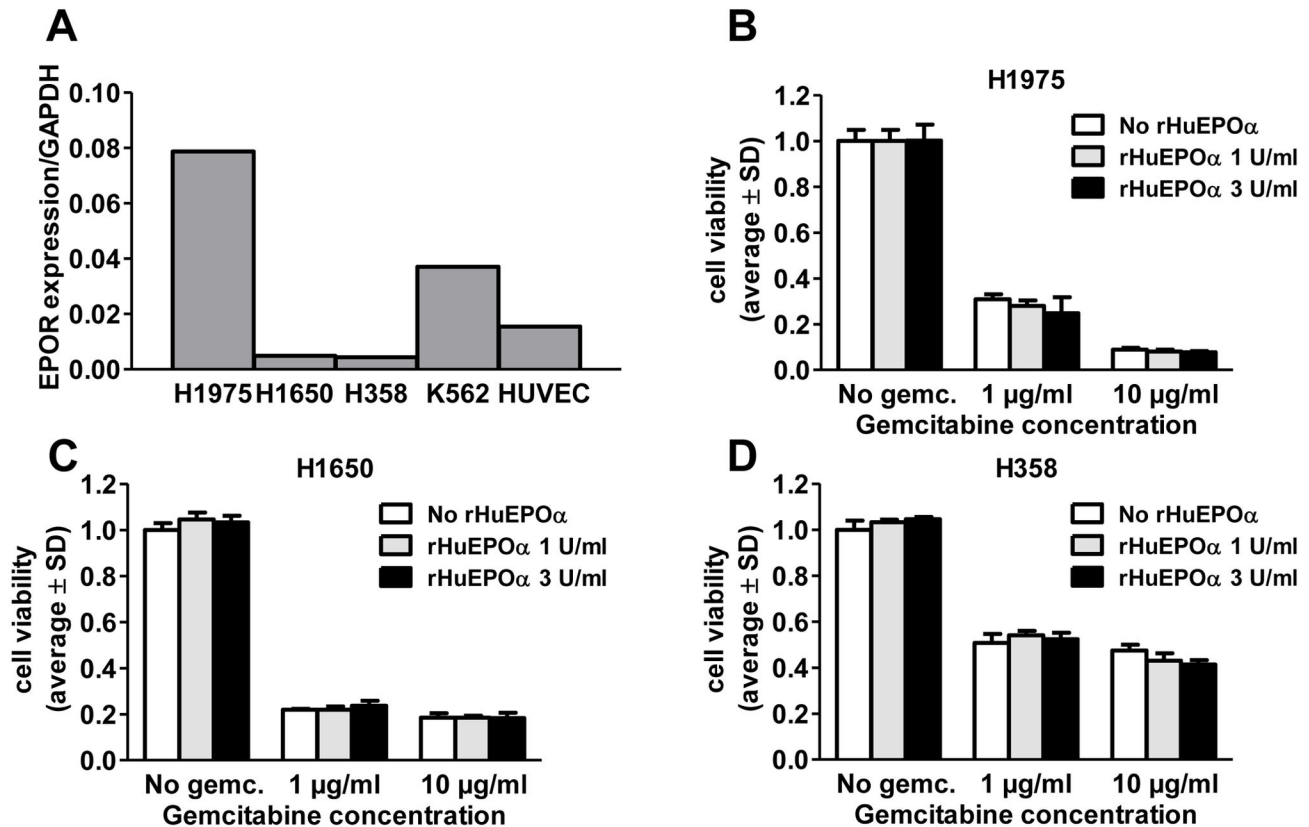 A
EPOR expression/GAPDH
0.10
0.08
0.06
0.04
0.02
0.00
H1975 H1650 H358 K562 HUVEC
B
H1975
cell viability
(average ± SD)
1.2
1.0
0.8
0.6
0.4
0.2
0.0
No rHuEPOα
rHuEPOα 1 U/ml
rHuEPOα 3 U/ml
No gemc. 1 µg/ml 10 µg/ml
Gemcitabine concentration
C
H1650
cell viability
(average ± SD)
1.2
1.0
0.8
0.6
0.4
0.2
0.0
No rHuEPOα
rHuEPOα 1 U/ml
rHuEPOα 3 U/ml
No gemc. 1 µg/ml 10 µg/ml
Gemcitabine concentration
D
H358
cell viability
(average ± SD)
1.2
1.0
0.8
0.6
0.4
0.2
0.0
No rHuEPOα
rHuEPOα 1 U/ml
rHuEPOα 3 U/ml
No gemc. 1 µg/ml 10 µg/ml
Gemcitabine concentration